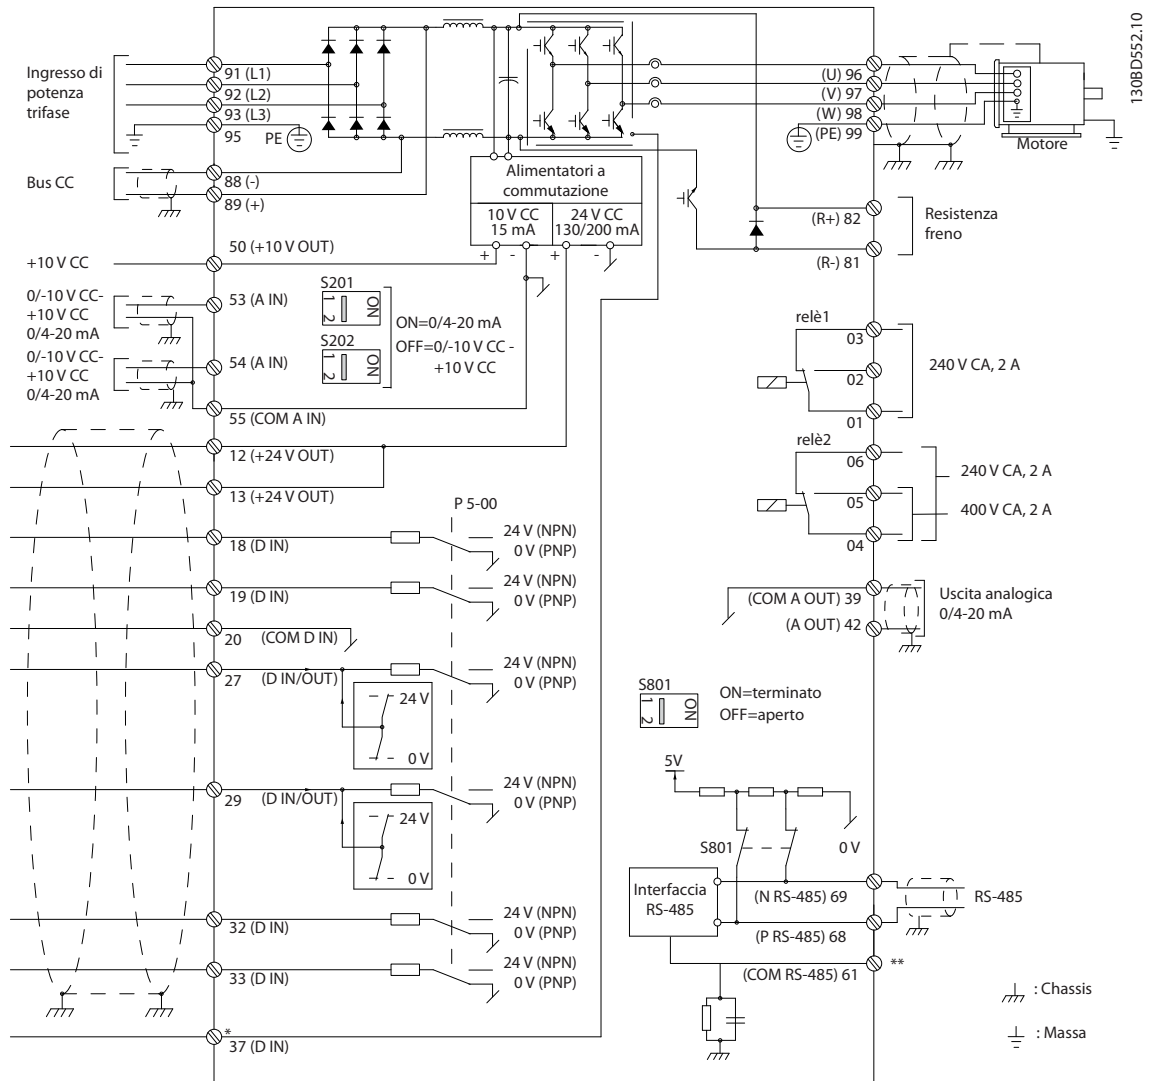 130BD552.10
Ingresso di
potenza
trifase
91 (L1)
92 (L2)
93 (L3)
95
PE
Bus CC
88 (-)
89 (+)
50 (+10 V OUT)
+10 V CC
0/-10 V CC-
+10 V CC
0/4-20 mA
53 (A IN)
0/-10 V CC-
+10 V CC
0/4-20 mA
54 (A IN)
55 (COM A IN)
12 (+24 V OUT)
13 (+24 V OUT)
18 (D IN)
19 (D IN)
20
(COM D IN)
27
(D IN/OUT)
24 V
0 V
29
(D IN/OUT)
24 V
0 V
32 (D IN)
33 (D IN)
*
37 (D IN)
S201
1
2
ON
S202
1
2
ON
ON=0/4-20 mA
OFF=0/-10 V CC -
+10 V CC
Alimentatori a
commutazione
10 V CC
15 mA
24 V CC
130/200 mA
+
-
+
-
P 5-00
24 V (NPN)
0 V (PNP)
24 V (NPN)
0 V (PNP)
24 V (NPN)
0 V (PNP)
24 V (NPN)
0 V (PNP)
24 V (NPN)
0 V (PNP)
24 V (NPN)
0 V (PNP)
(U) 96
(V) 97
(W) 98
(PE) 99
Motore
(R+) 82
(R-) 81
Resistenza
freno
relè1
03
02
01
240 V CA, 2 A
relè2
06
05
04
240 V CA, 2 A
400 V CA, 2 A
(COM A OUT) 39
(A OUT) 42
Uscita analogica
0/4-20 mA
S801
1
2
ON
ON=terminato
OFF=aperto
5V
S801
0 V
Interfaccia
RS-485
(N RS-485) 69
(P RS-485) 68
(COM RS-485) 61
**
RS-485
: Chassis
: Massa